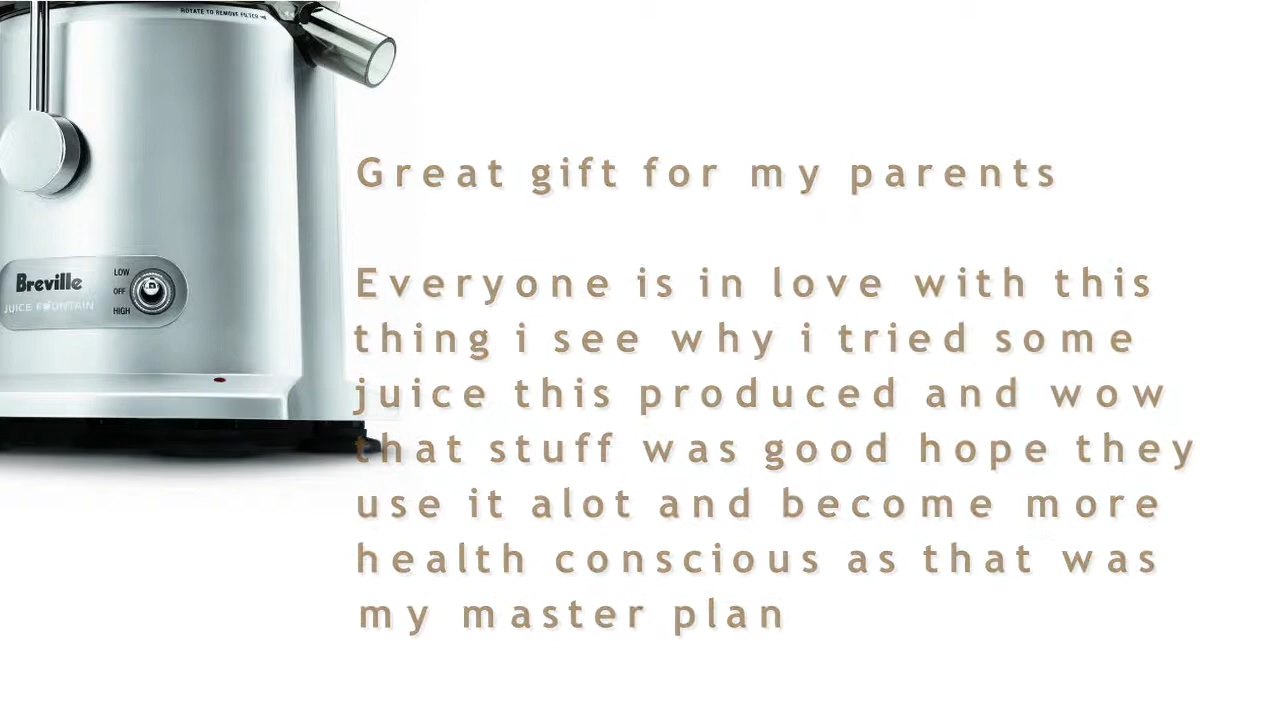 ROTATE TO REMOVE FILTER
Great gift for my parents
Everyone is in love with this
thing i see why i tried some
juice this produced and wow
that stuff was good hope they
use it alot and become more
health conscious as that was
my master plan
Breville
JUICE FOUNTAIN
LOW
OFF
HIGH